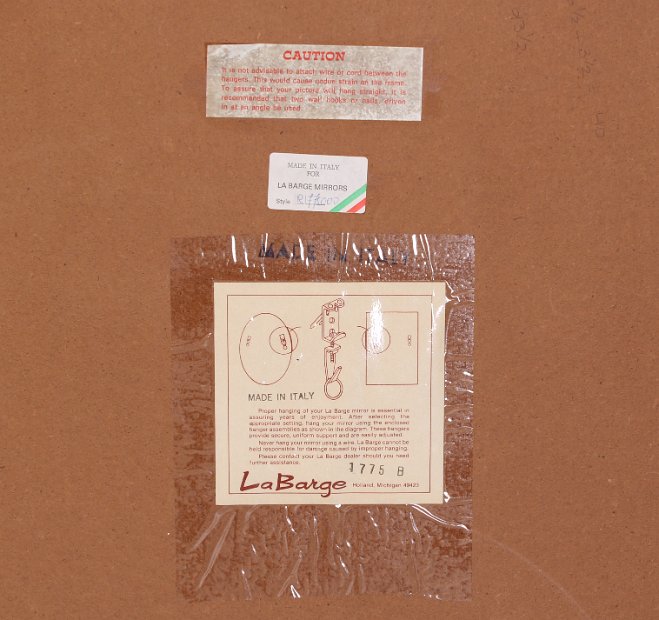 CAUTION
It is not advisable to attach wire or cord between the
hangers. This would cause undue strain on the frame.
To assure that your picture will hang straight, it is
recommended that two wall hooks or nails driven
in at an angle be used.
MADE IN ITALY
FOR
LA BARGE MIRRORS
Style
MADE IN ITALY
MADE IN ITALY
Proper hanging of your La Barge mirror is essential in
assuring years of enjoyment. After selecting the
appropriate setting, hang your mirror using the enclosed
hanger assemblies as shown in the diagram. These hangers
provide secure, uniform support and are easily adjusted.
Never hang your mirror using a wire. La Barge cannot be
held responsible for damage caused by improper hanging.
Please contact your La Barge dealer should you need
further assistance.
1775 B
LaBarge Holland, Michigan 49423